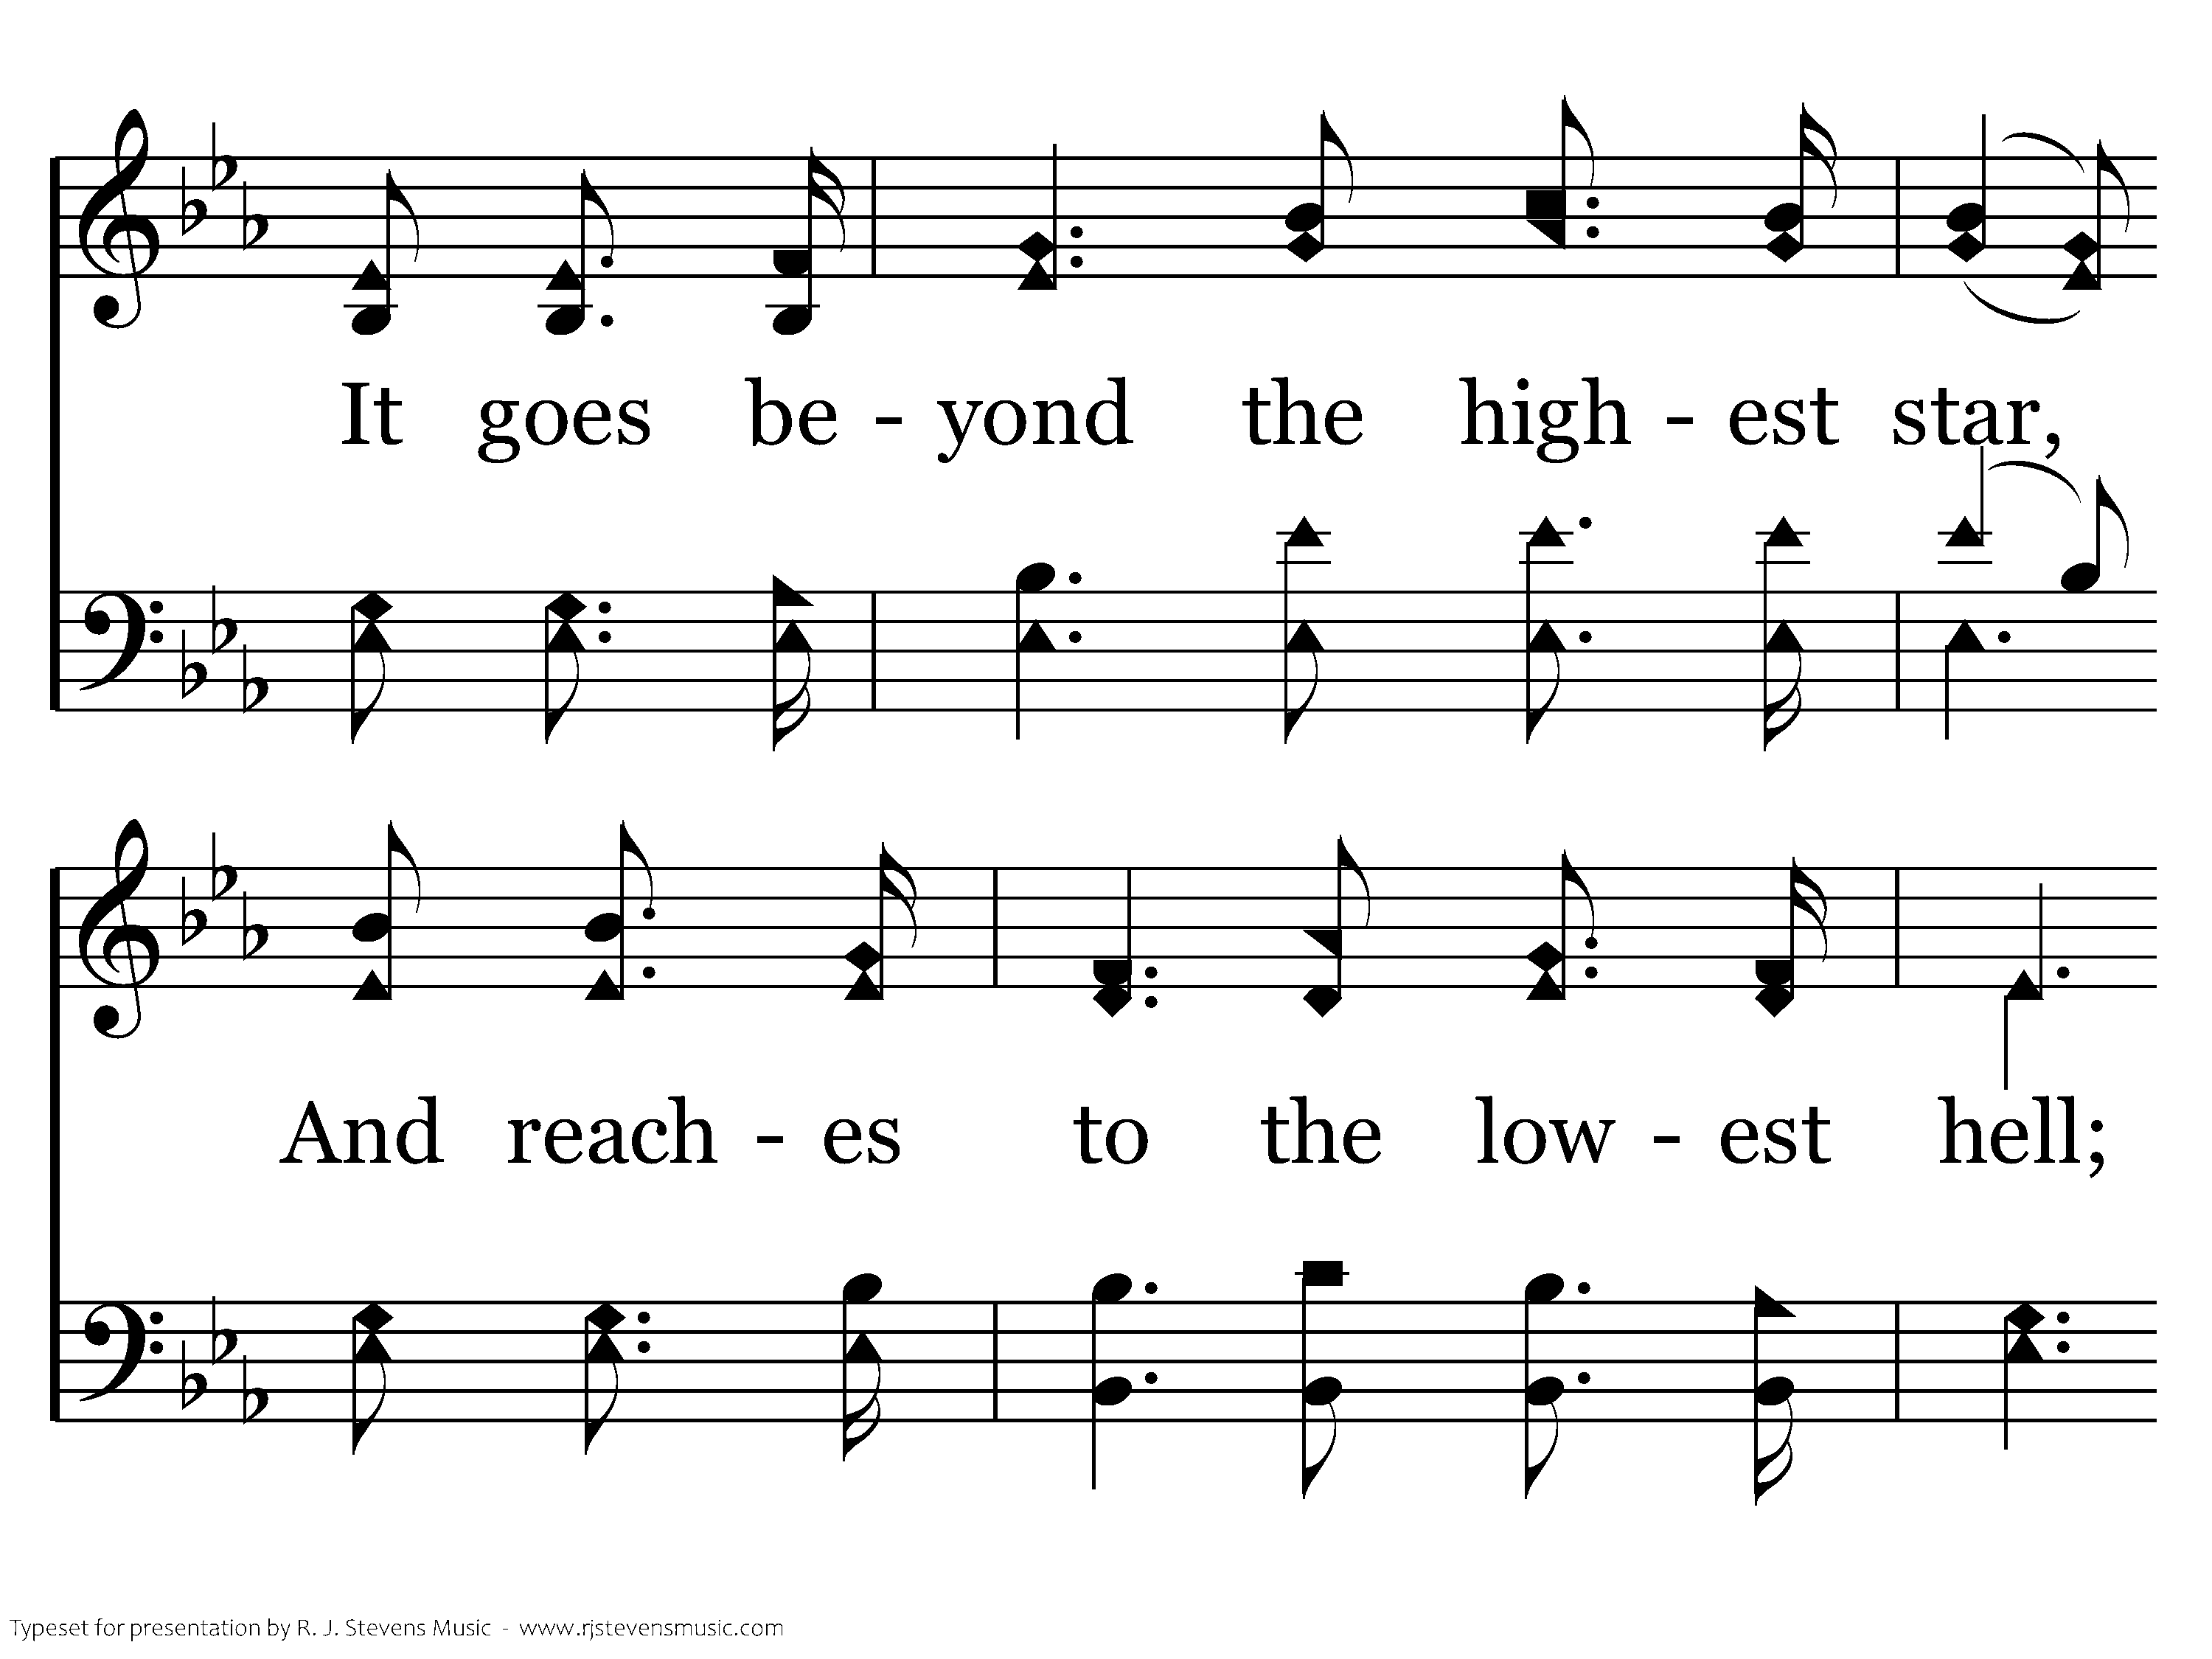 It goes be - yond the high - est star,
And reach - es to the low - est hell;
Typeset for presentation by R. J. Stevens Music - www.rjstevensmusic.com